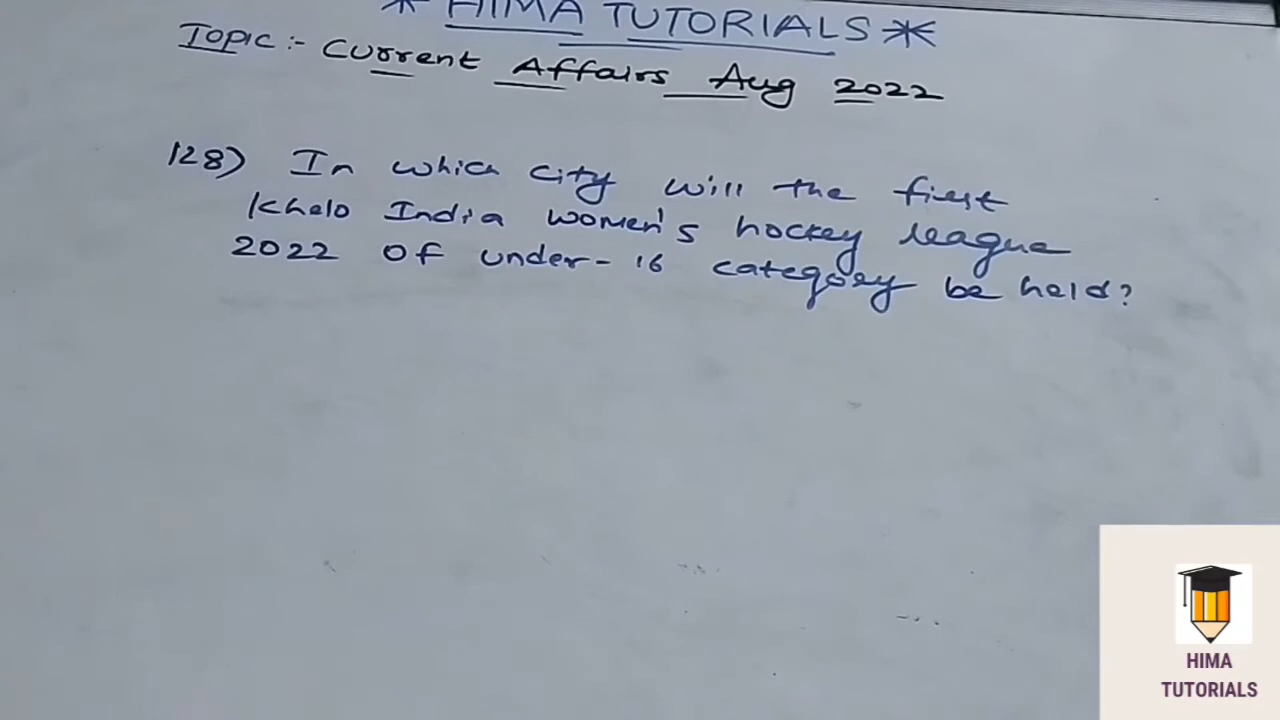 * HIMA TUTORIALS *
Topic:- Current Affairs Aug 2022
128) In which city will the first
Khelo India women's hockey league
2022 of under-16 category be held?
HIMA
TUTORIALS